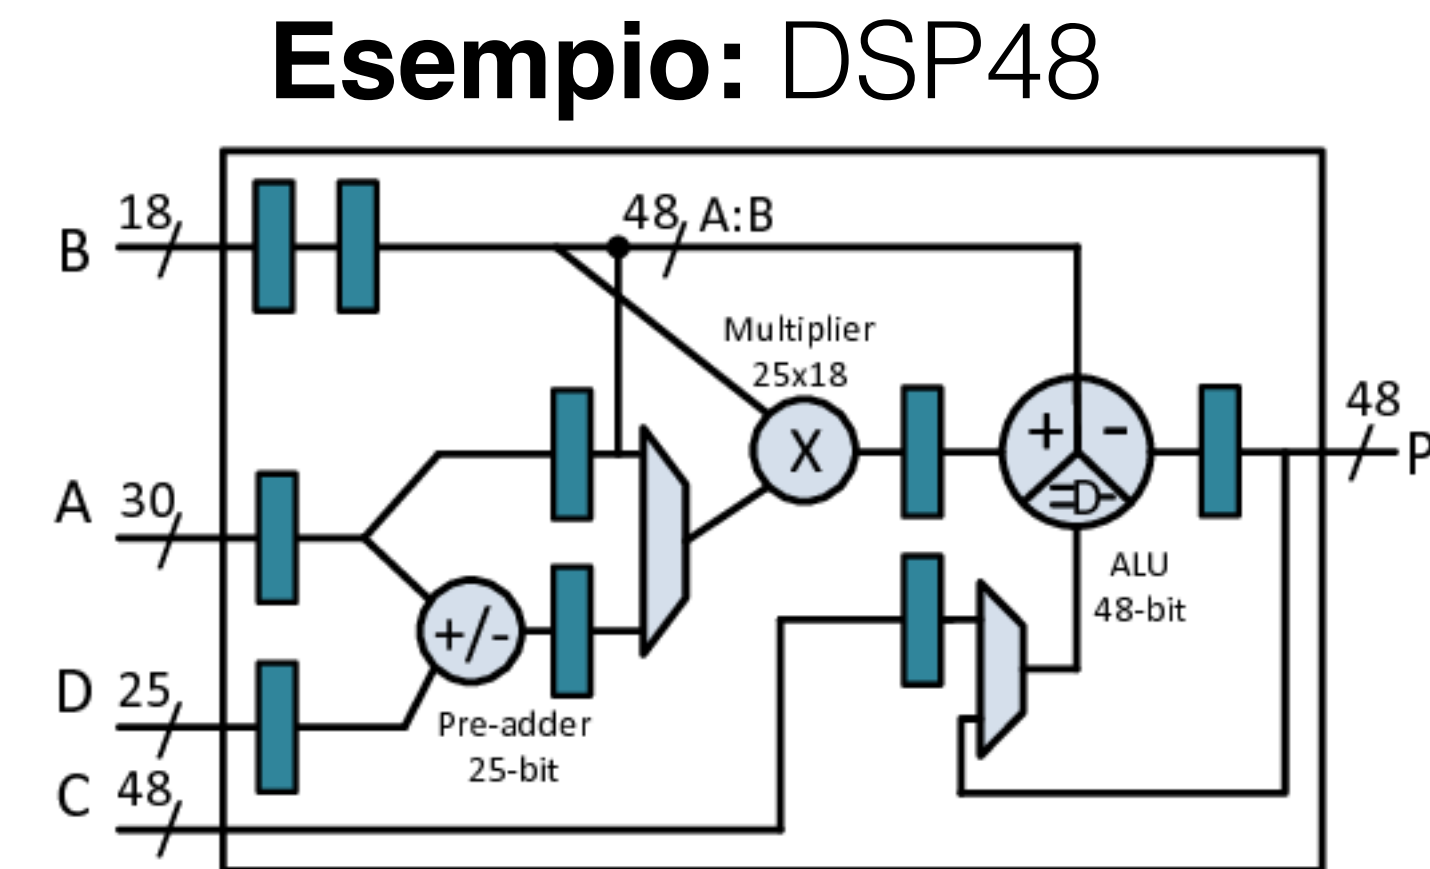 Esempio: DSP48
B 18
48 A:B
Multiplier
25x18
X
+ -
48
P
A 30
+/-
ALU
48-bit
D 25
Pre-adder
25-bit
C 48